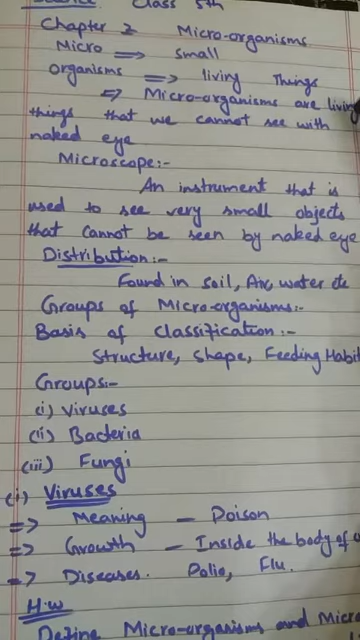 Science Class 5th
Chapter 2 Micro-organisms
Micro ⟹ small
organisms ⟹ living Things
⇒ Micro-organisms are living
things that we cannot see with
naked eye
Microscope:-
An instrument that is
used to see very small objects
that cannot be seen by naked eye
Distribution:-
Found in soil, Air, water etc
Groups of Micro-organisms:-
Basis of classification:-
Structure, Shape, Feeding Habit
Groups:-
(i) Viruses
(ii) Bacteria
(iii) Fungi
(i) Viruses
=> Meaning — Poison
=> Growth — Inside the body of
=> Diseases. Polio, Flu.
H.W
Define Micro-organisms and Micro